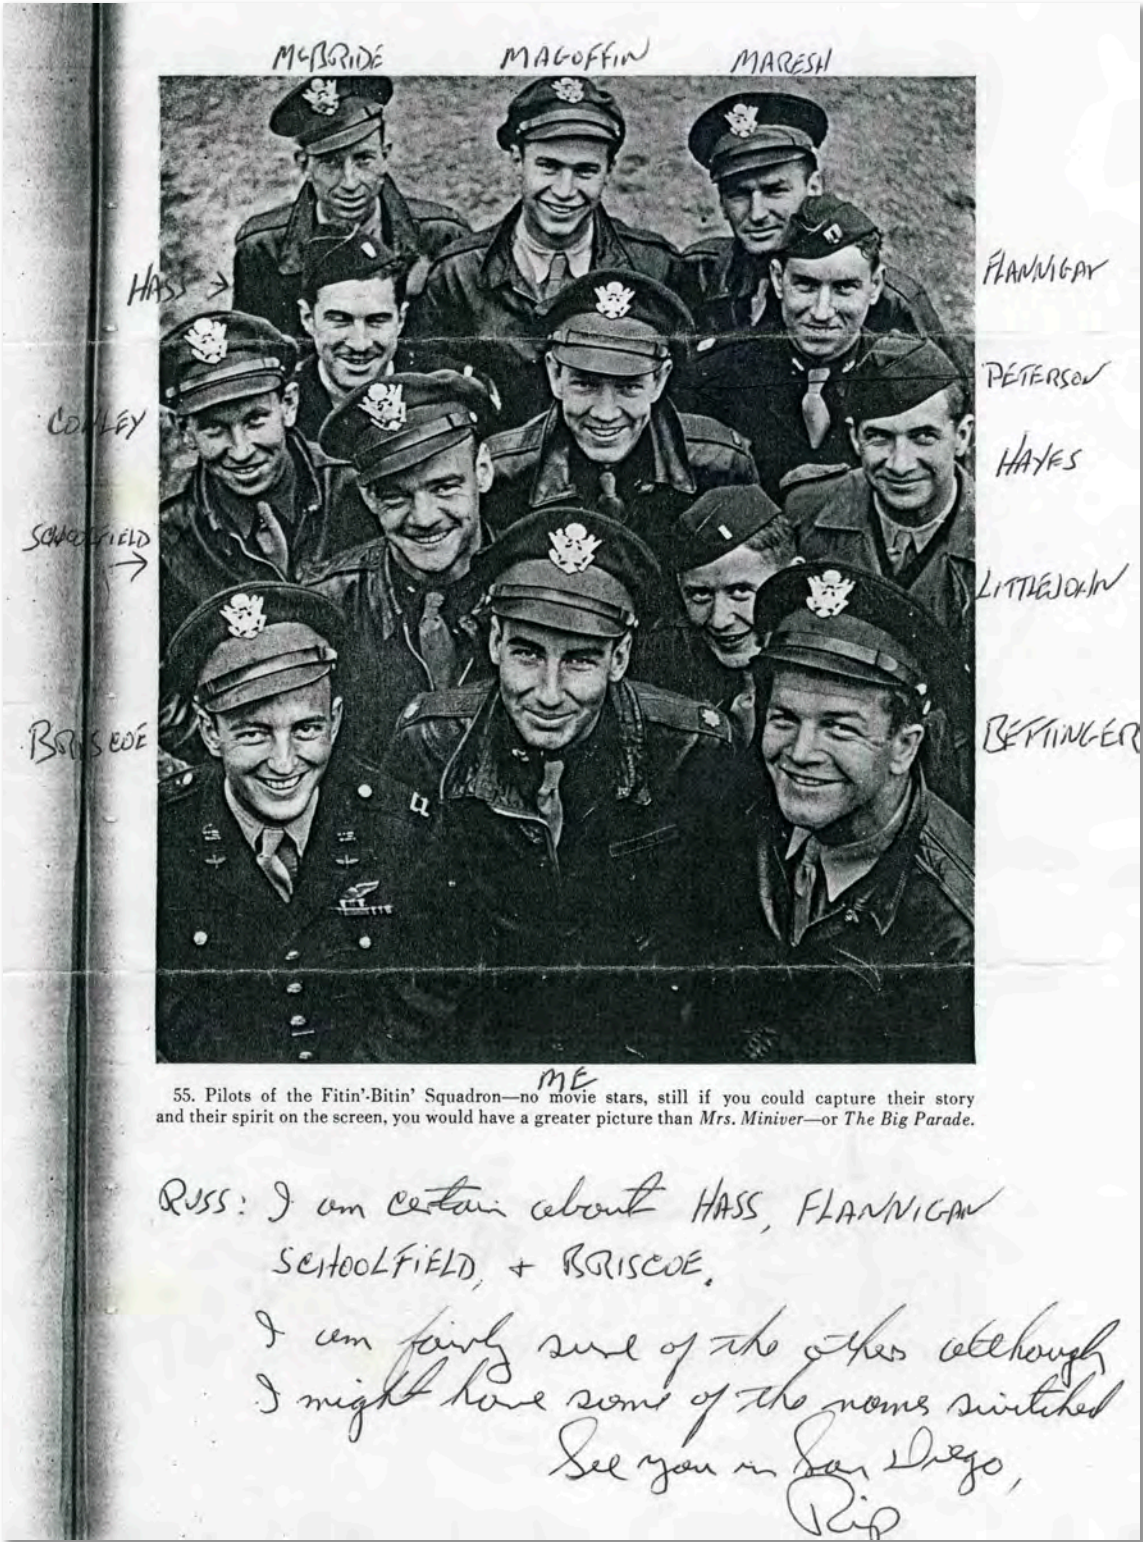 MCBRIDE MAGOFFIN MARESH
HASS
FLANNIGAN
PETERSON
CONLEY
HAYES
SCHOOLFIELD
LITTLEJOHN
BRISCOE
BETTINGER
ME
55. Pilots of the Fitin'-Bitin' Squadron—no movie stars, still if you could capture their story
and their spirit on the screen, you would have a greater picture than Mrs. Miniver—or The Big Parade.
RUSS: I am certain about HASS, FLANNIGAN
SCHOOLFIELD, + BRISCOE.
I am fairly sure of the others although
I might have some of the names switched
See you in San Diego,
Rip